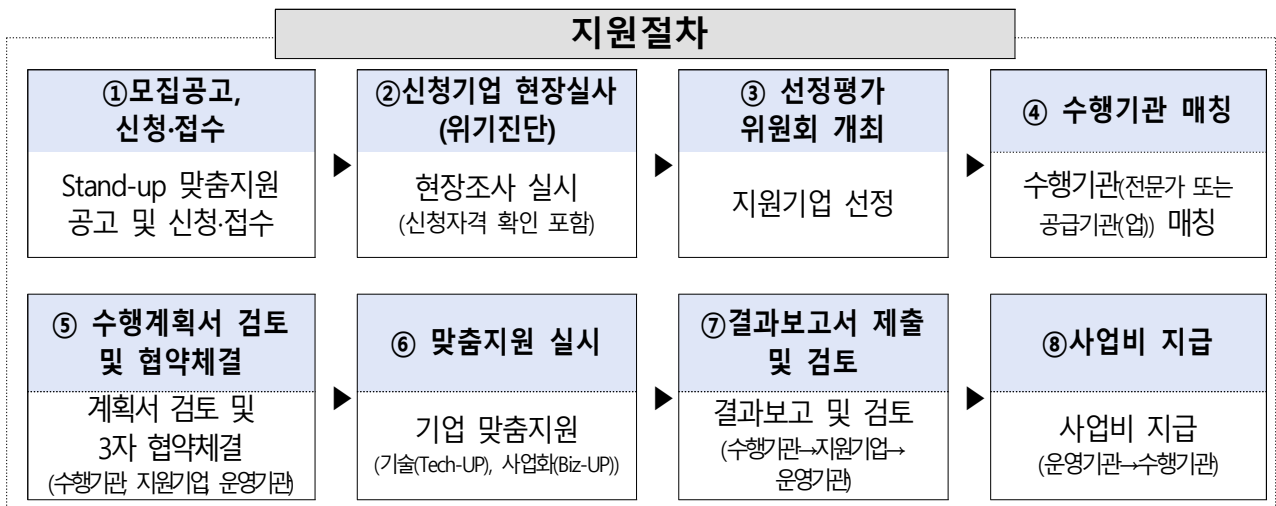 지원절차
①모집공고,
신청·접수
Stand-up 맞춤지원
공고 및 신청·접수
▶
②신청기업 현장실사
(위기진단)
현장조사 실시
(신청자격 확인 포함)
▶
③ 선정평가
위원회 개최
지원기업 선정
▶
④ 수행기관 매칭
수행기관(전문가 또는
공급기관(업)) 매칭
⑤ 수행계획서 검토
및 협약체결
계획서 검토 및
3자 협약체결
(수행기관, 지원기업, 운영기관)
▶
⑥ 맞춤지원 실시
기업 맞춤지원
(기술(Tech-UP), 사업화(Biz-UP))
▶
⑦결과보고서 제출
및 검토
결과보고 및 검토
(수행기관→지원기업→
운영기관)
▶
⑧사업비 지급
사업비 지급
(운영기관→수행기관)